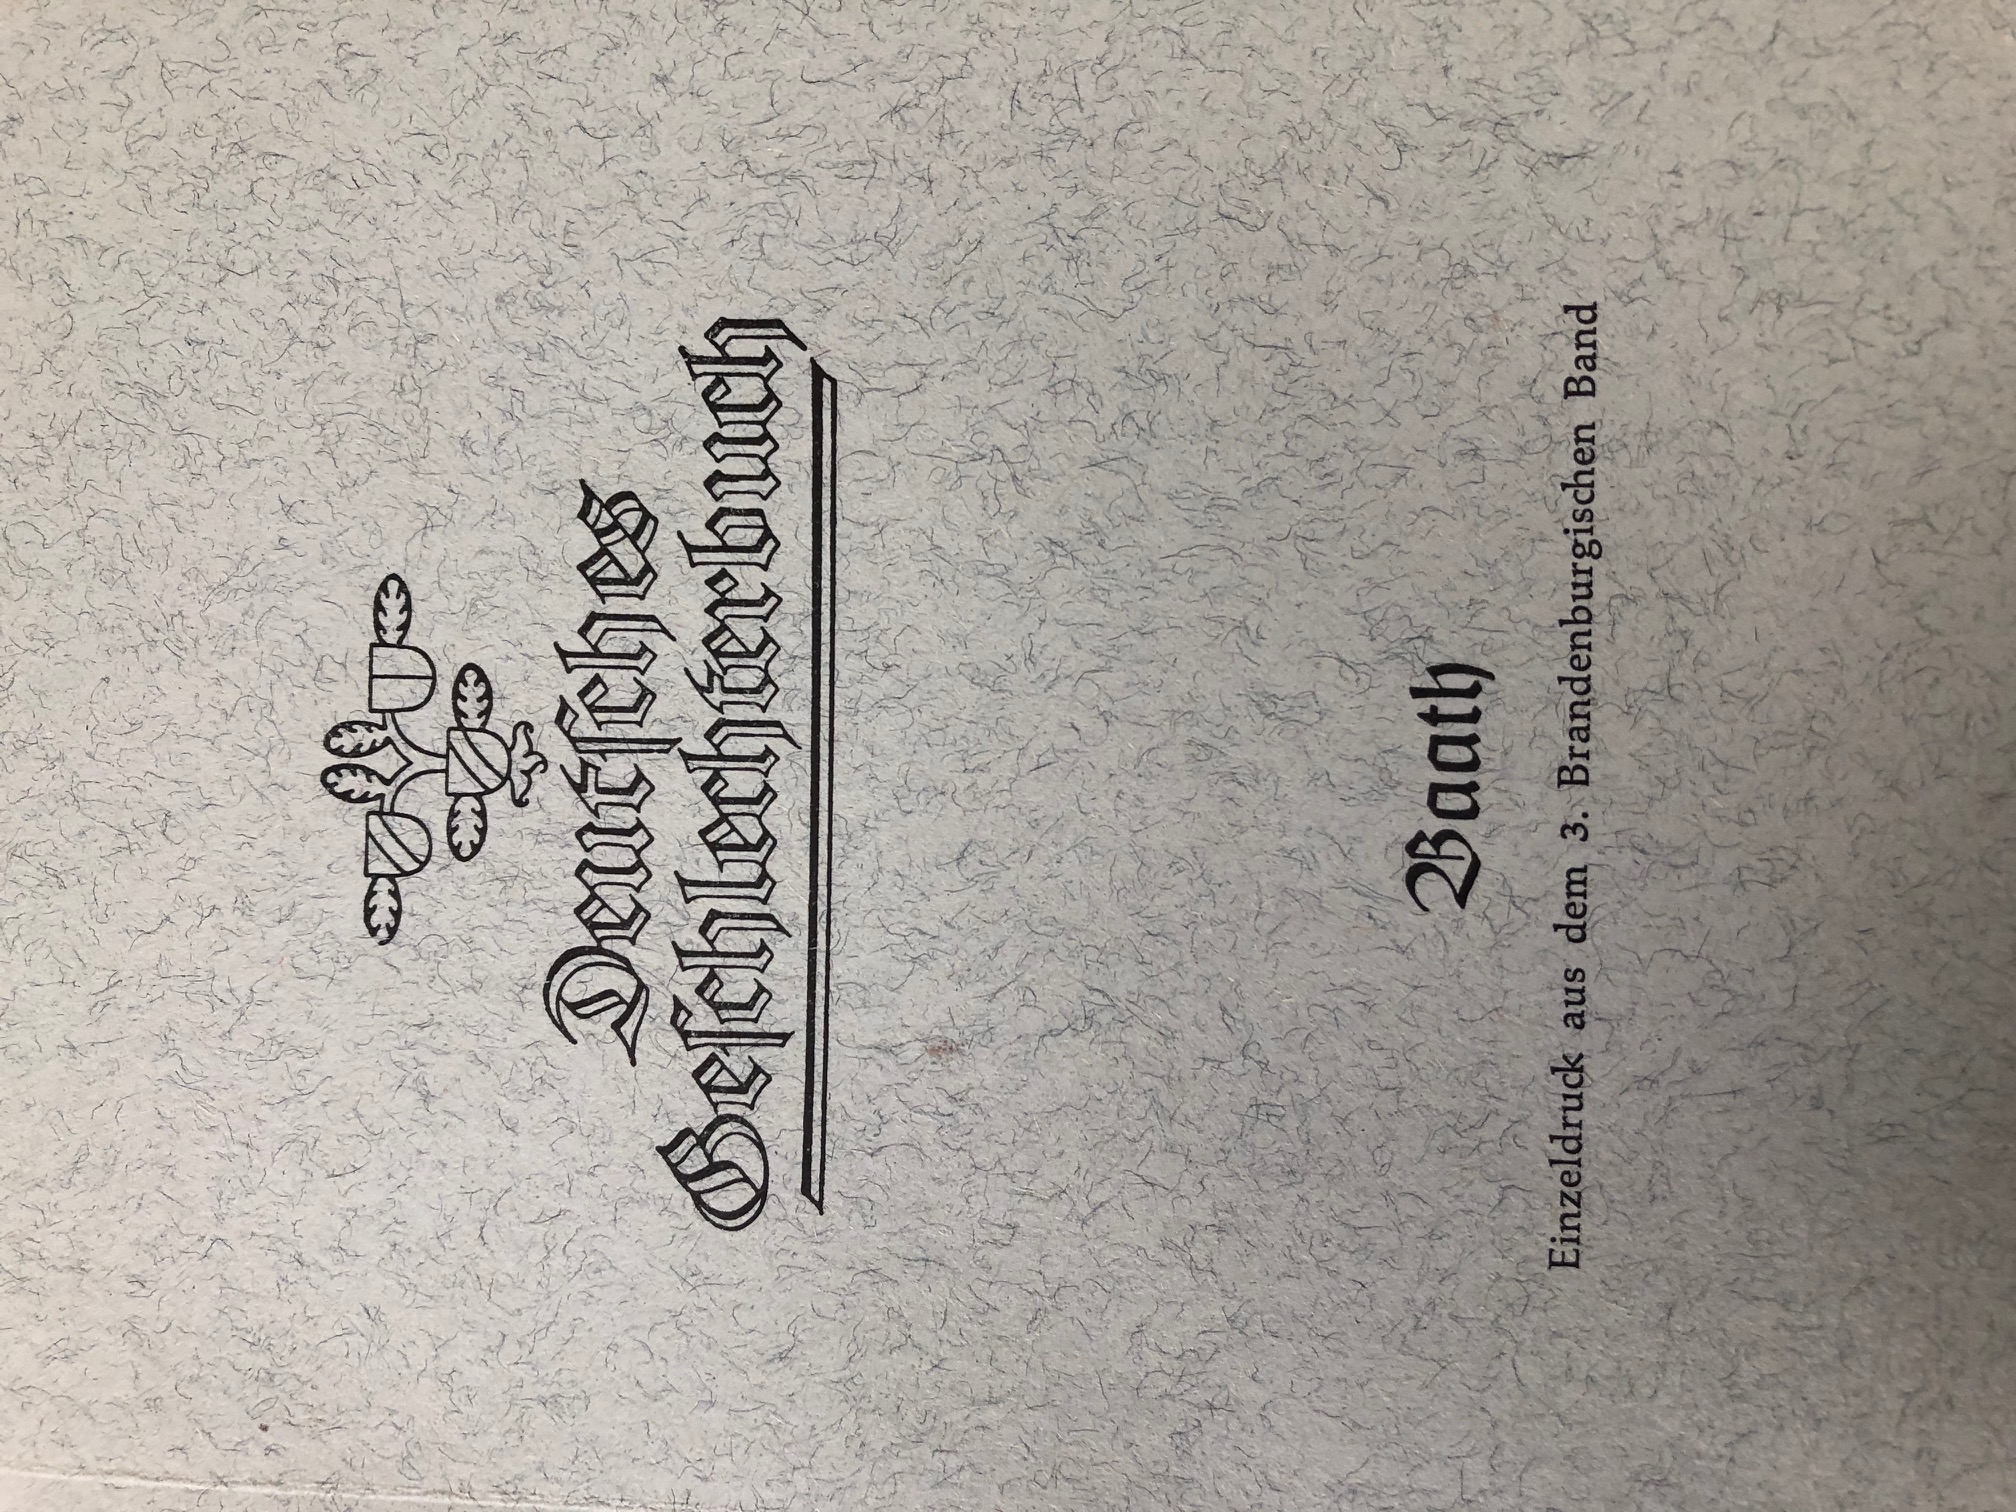 Deutſches
Geſchlechterbuch
Baath
Einzeldruck aus dem 3. Brandenburgischen Band